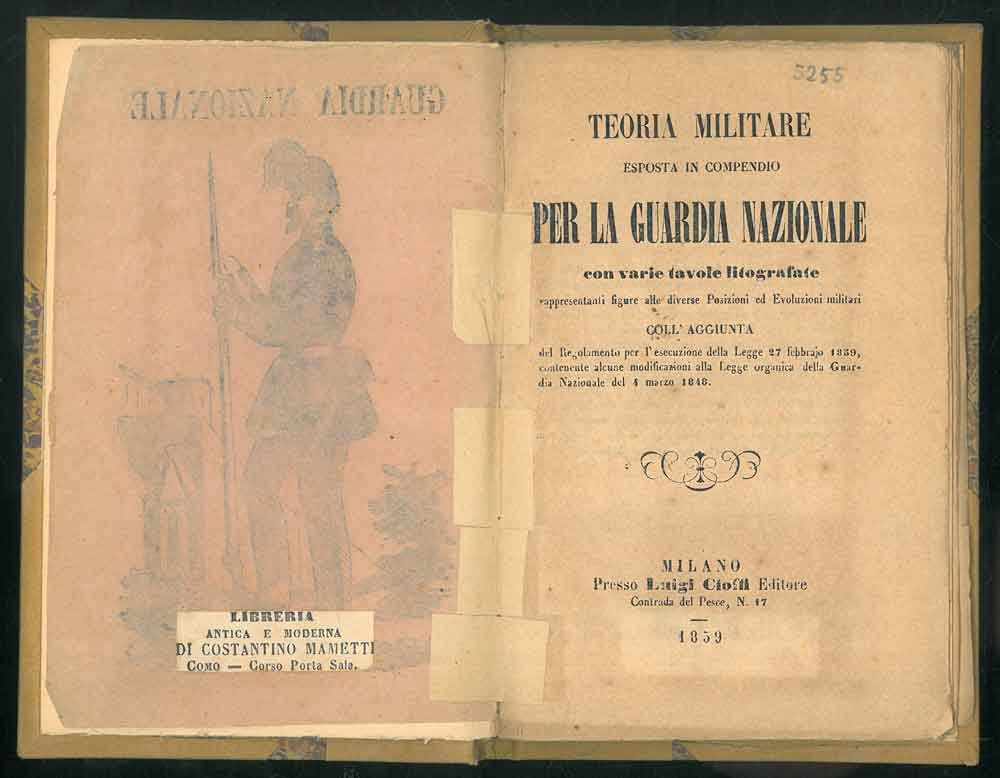 GUARDIA NAZIONALE
LIBRERIA
ANTICA E MODERNA
DI COSTANTINO MAMETTI
COMO — Corso Porta Sala.
5255
TEORIA MILITARE
ESPOSTA IN COMPENDIO
PER LA GUARDIA NAZIONALE
con varie tavole litografate
rappresentanti figure alle diverse Posizioni ed Evoluzioni militari
COLL' AGGIUNTA
del Regolamento per l'esecuzione della Legge 27 febbrajo 1859,
contenente alcune modificazioni alla Legge organica della Guar-
dia Nazionale del 4 marzo 1848.
MILANO
Presso Luigi Cioffi Editore
Contrada del Pesce, N. 17
1859